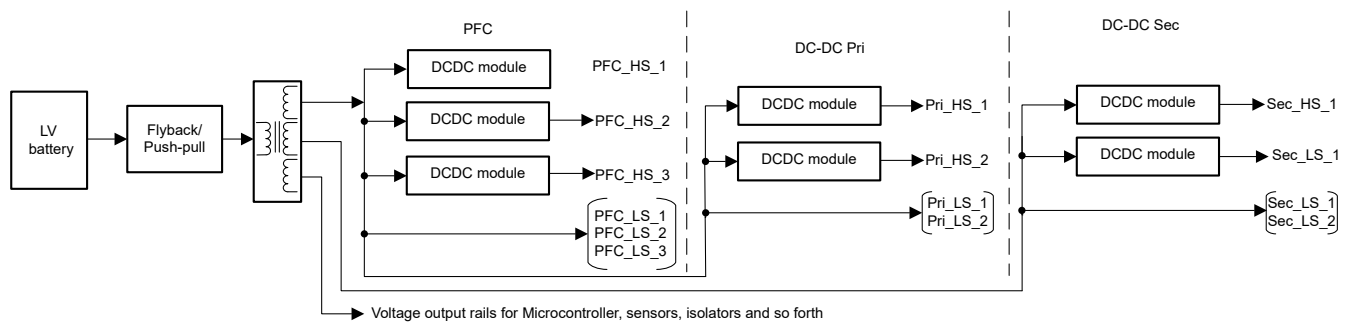 PFC
DC-DC Pri
DC-DC Sec
LV
battery
Flyback/
Push-pull
DCDC module
PFC_HS_1
DCDC module
PFC_HS_2
DCDC module
PFC_HS_3
PFC_LS_1
PFC_LS_2
PFC_LS_3
DCDC module
Pri_HS_1
DCDC module
Pri_HS_2
Pri_LS_1
Pri_LS_2
DCDC module
Sec_HS_1
DCDC module
Sec_LS_1
Sec_LS_1
Sec_LS_2
Voltage output rails for Microcontroller, sensors, isolators and so forth